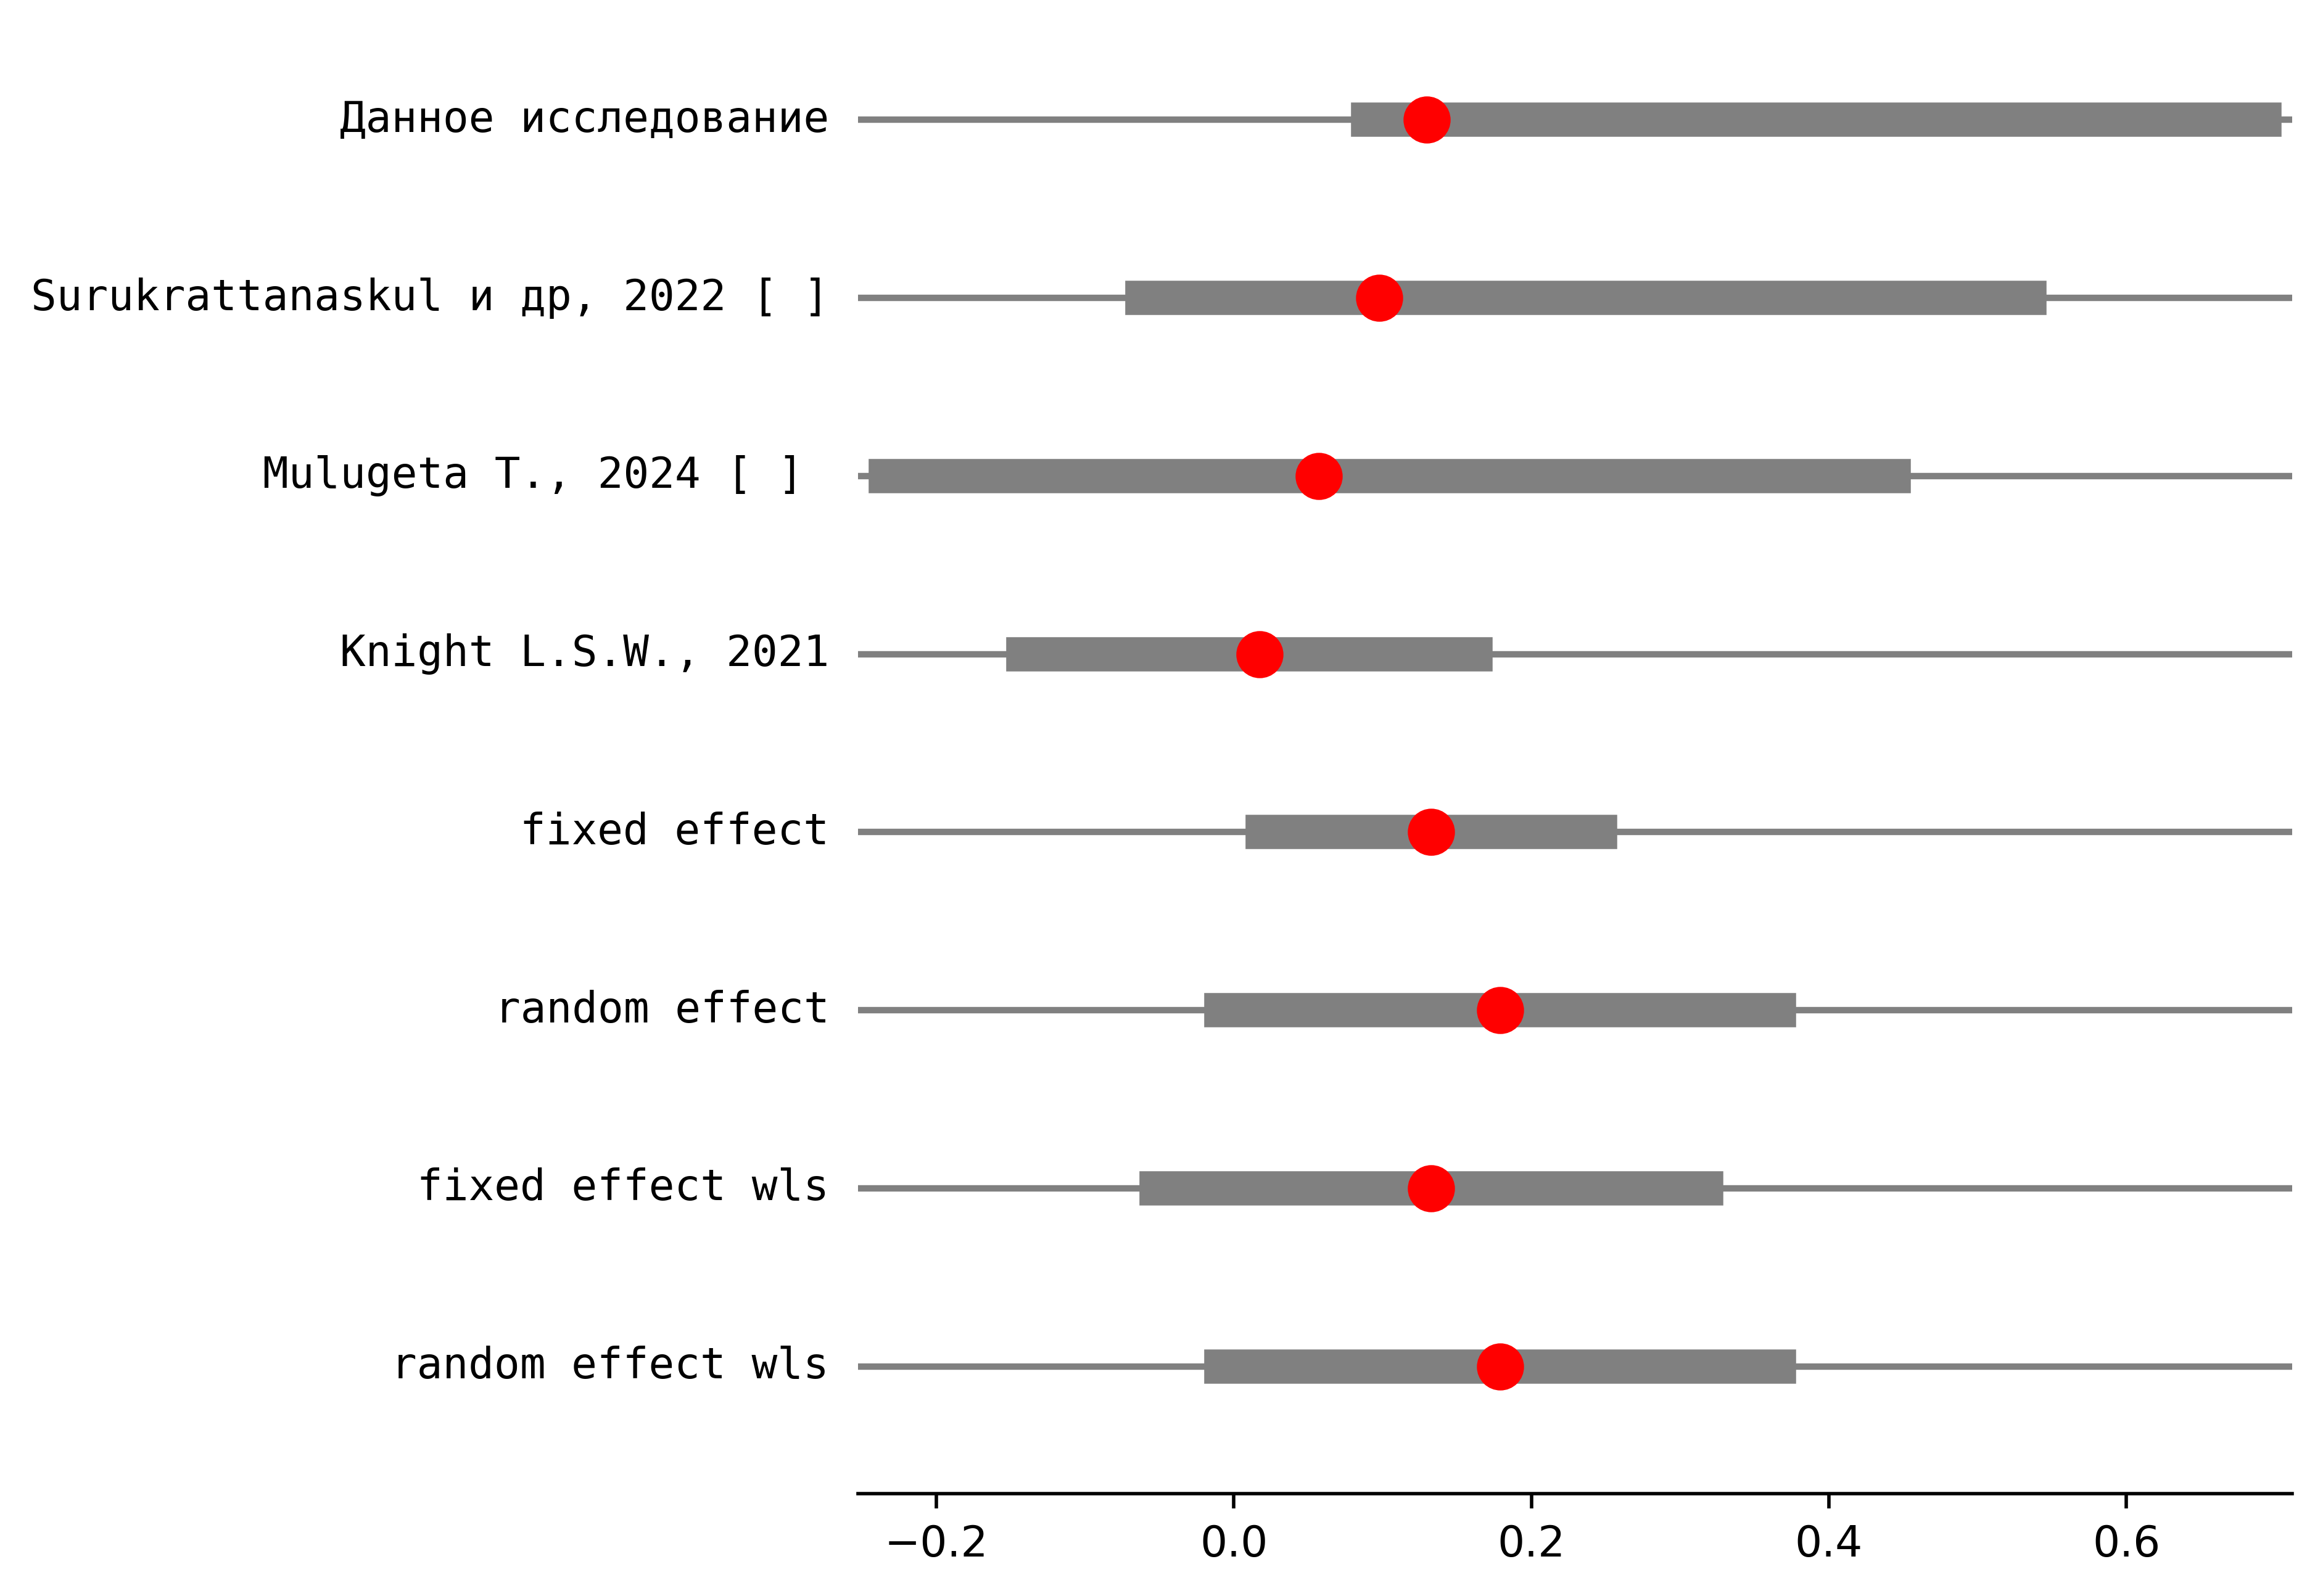 Данное исследование
Surukrattanaskul и др, 2022 [ ]
Mulugeta T., 2024 [ ]
Knight L.S.W., 2021
fixed effect
random effect
fixed effect wls
random effect wls
−0.2 0.0 0.2 0.4 0.6